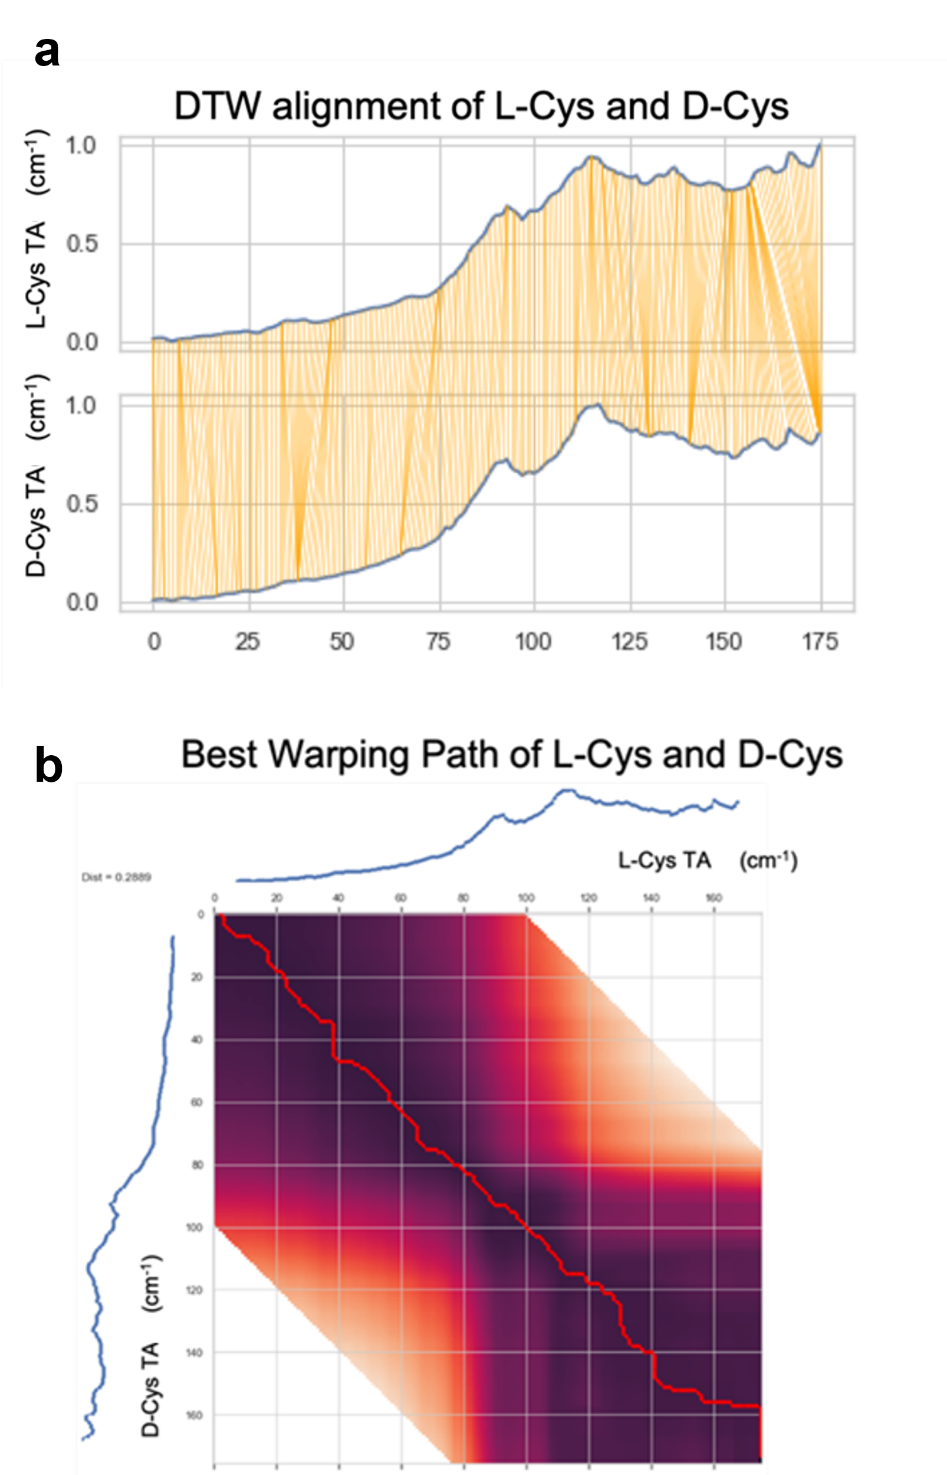 a
DTW alignment of L-Cys and D-Cys
L-Cys TA (cm-1)
1.0
0.5
0.0
D-Cys TA (cm-1)
1.0
0.5
0.0
0 25 50 75 100 125 150 175
b
Best Warping Path of L-Cys and D-Cys
L-Cys TA (cm-1)
Dist = 0.2889
0 20 40 60 80 100 120 140 160
0
20
40
60
80
100
120
140
160
D-Cys TA (cm-1)